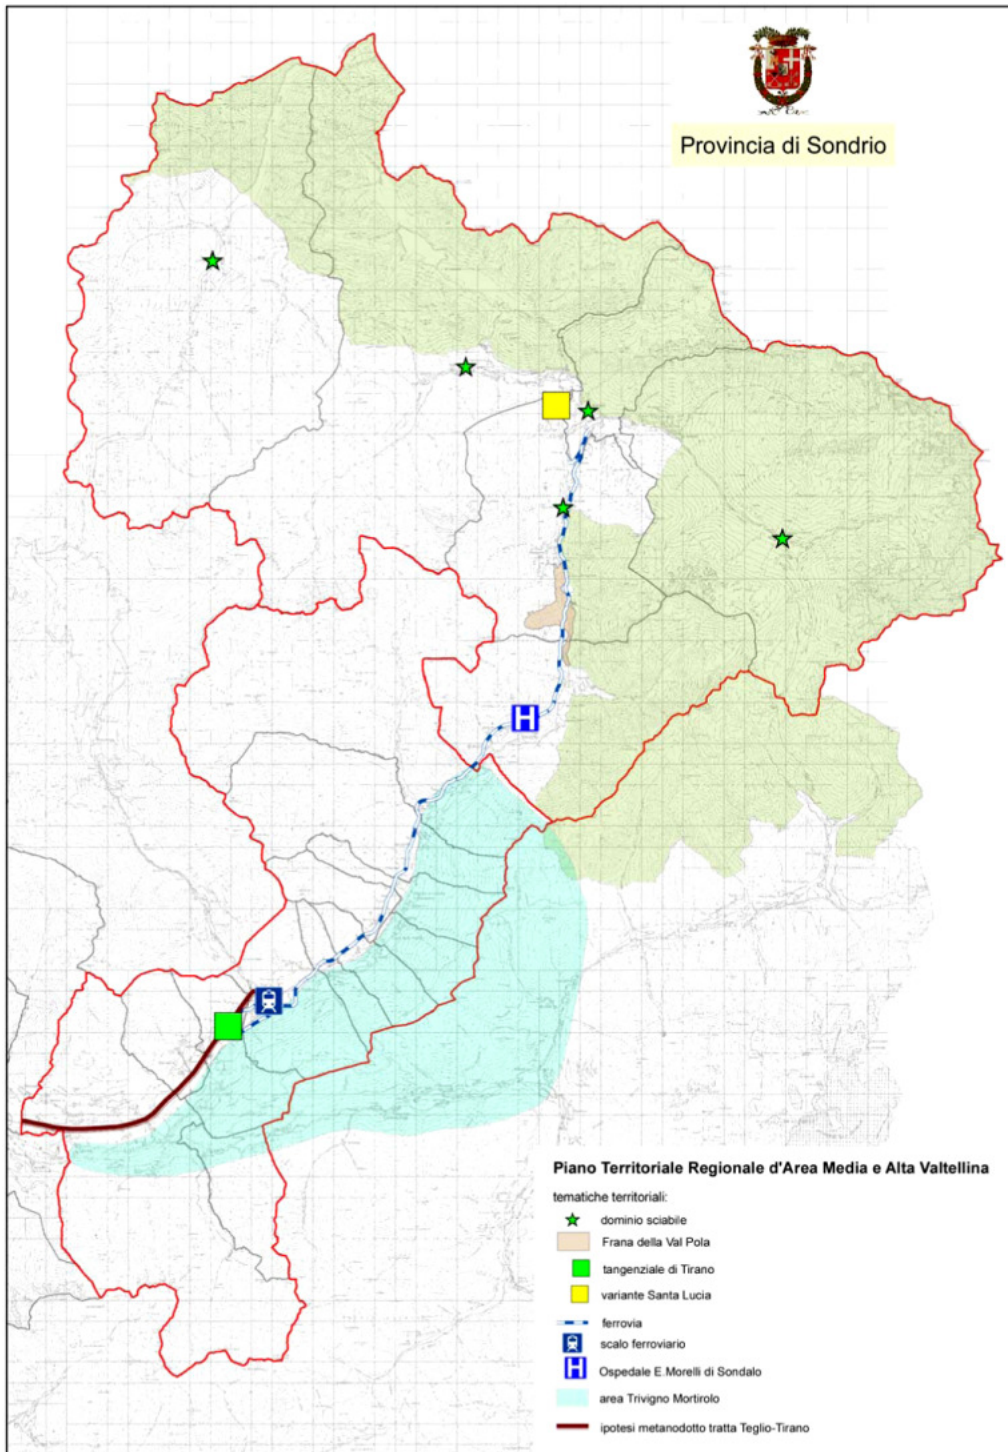 Provincia di Sondrio
H
Piano Territoriale Regionale d'Area Media e Alta Valtellina
tematiche territoriali:
dominio sciabile
Frana della Val Pola
tangenziale di Tirano
variante Santa Lucia
ferrovia
scalo ferroviario
H Ospedale E.Morelli di Sondalo
area Trivigno Mortirolo
ipotesi metanodotto tratta Teglio-Tirano